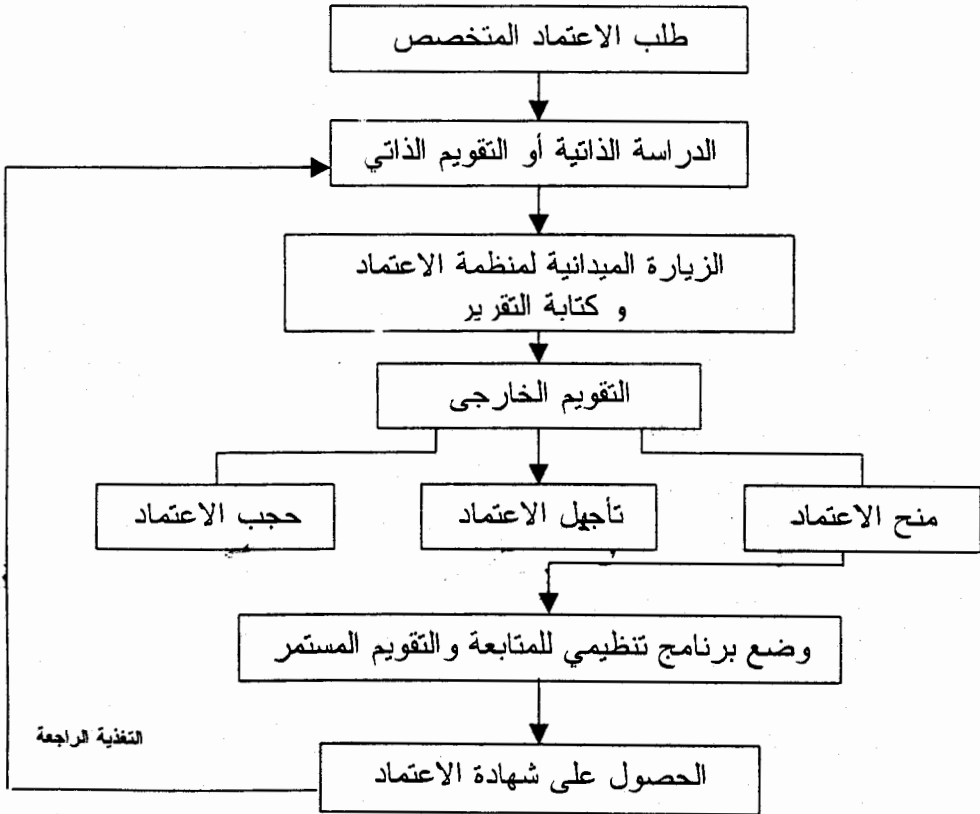 طلب الاعتماد المتخصص
الدراسة الذاتية أو التقويم الذاتي
الزيارة الميدانية لمنظمة الاعتماد
و كتابة التقرير
التقويم الخارجى
منح الاعتماد
تأجيل الاعتماد
حجب الاعتماد
وضع برنامج تنظيمي للمتابعة والتقويم المستمر
التغذية الراجعة
الحصول على شهادة الاعتماد